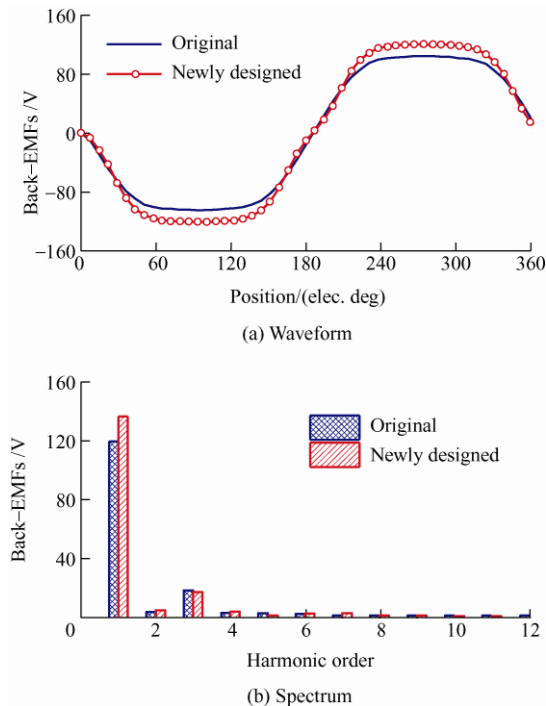 160
80
0
−80
−160
Back−EMFs /V
Original
Newly designed
0
60
120
180
240
300
360
Position/(elec. deg)
(a) Waveform
160
120
80
40
0
Back−EMFs /V
Original
Newly designed
2
4
6
8
10
12
Harmonic order
(b) Spectrum